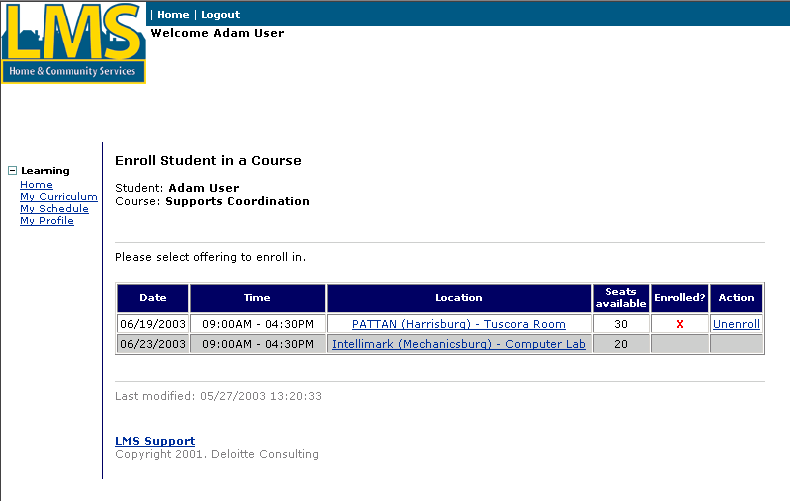 LMS
Home & Community Services
| Home | Logout
Welcome Adam User
Learning
Home
My Curriculum
My Schedule
My Profile
Enroll Student in a Course
Student: Adam User
Course: Supports Coordination
Please select offering to enroll in.
Date Time Location Seats available Enrolled? Action
06/19/2003 09:00AM - 04:30PM PATTAN (Harrisburg) - Tuscora Room 30 X Unenroll
06/23/2003 09:00AM - 04:30PM Intellimark (Mechanicsburg) - Computer Lab 20
Last modified: 05/27/2003 13:20:33
LMS Support
Copyright 2001. Deloitte Consulting